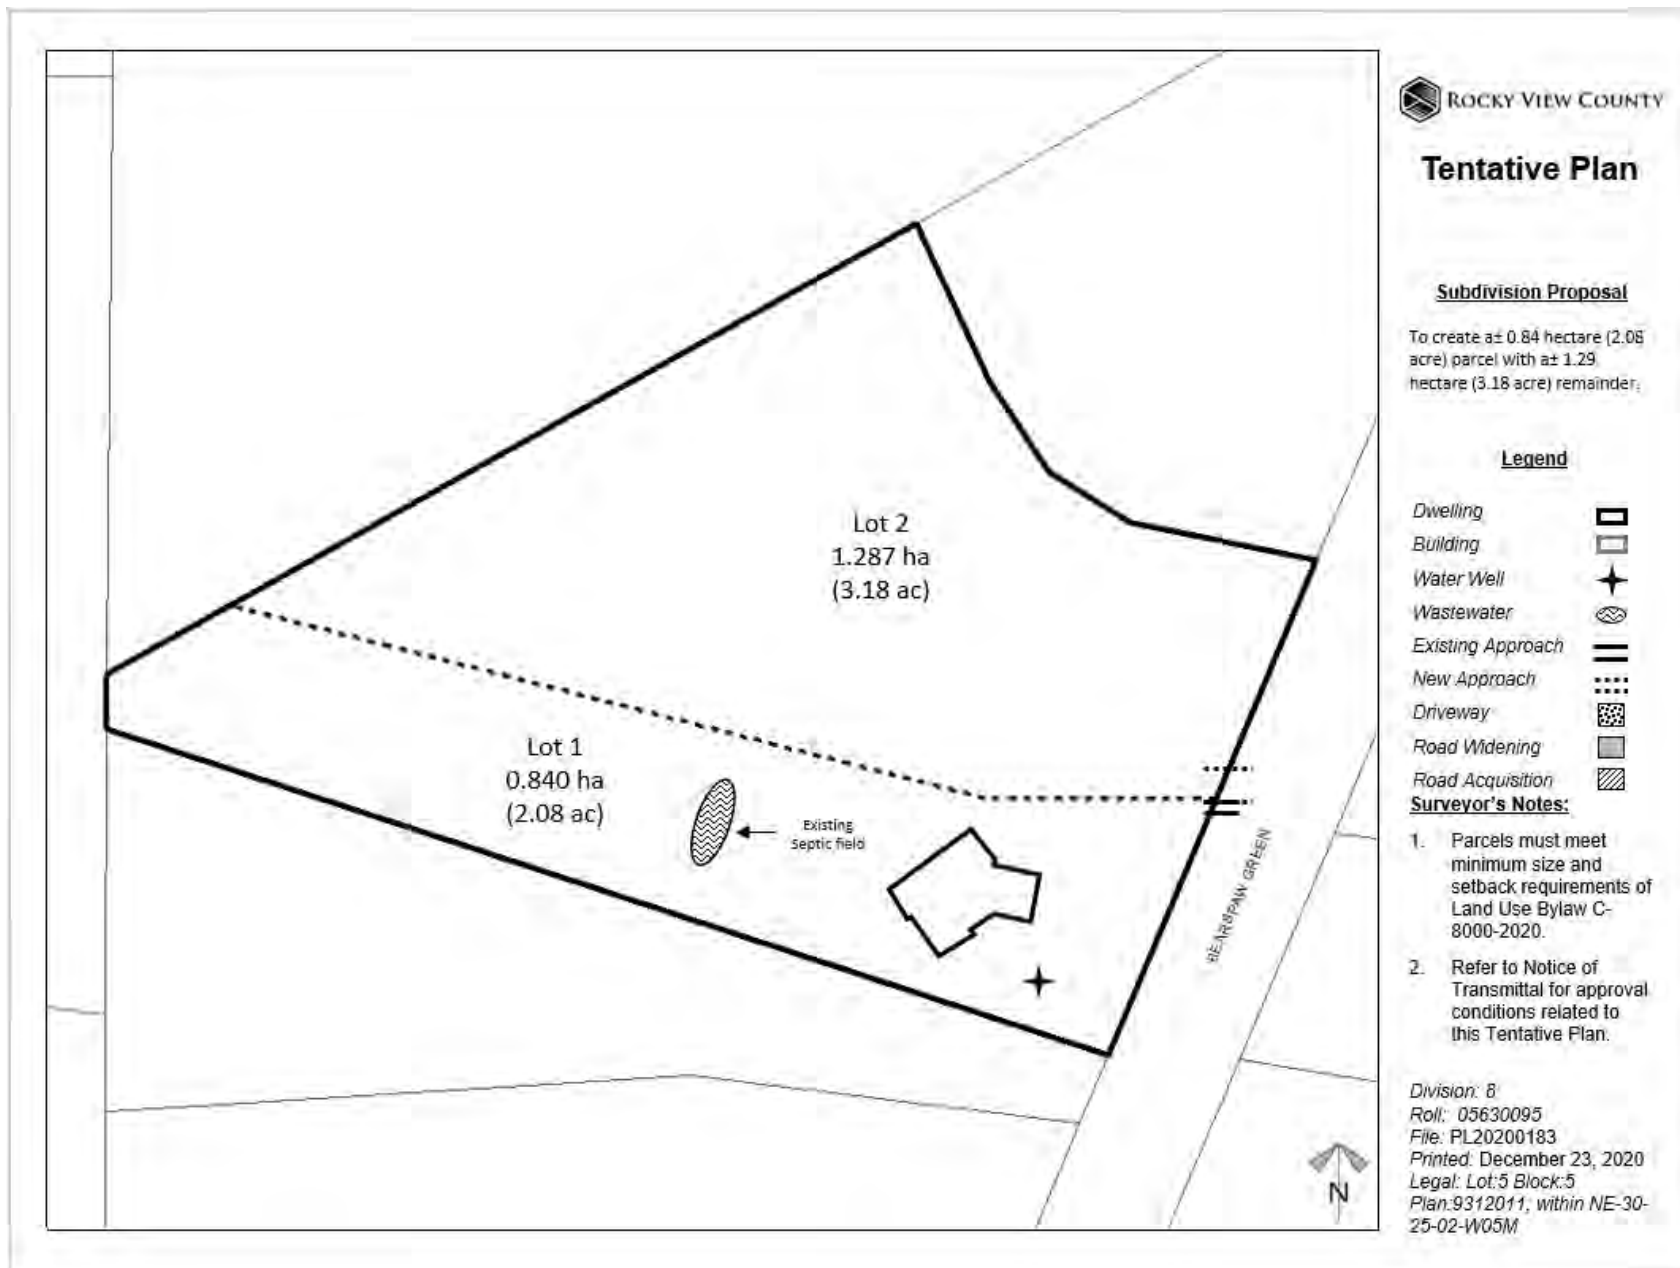 ROCKY VIEW COUNTY
Tentative Plan
Subdivision Proposal
To create a± 0.84 hectare (2.08
acre) parcel with a± 1.29
hectare (3.18 acre) remainder.
Legend
Dwelling
Building
Water Well
Wastewater
Existing Approach
New Approach
Driveway
Road Widening
Road Acquisition
Surveyor's Notes:
1. Parcels must meet
minimum size and
setback requirements of
Land Use Bylaw C-
8000-2020.
2. Refer to Notice of
Transmittal for approval
conditions related to
this Tentative Plan.
Division: 8
Roll: 05630095
File: PL20200183
Printed: December 23, 2020
Legal: Lot:5 Block:5
Plan:9312011; within NE-30-
25-02-W05M
Lot 2
1.287 ha
(3.18 ac)
Lot 1
0.840 ha
(2.08 ac)
Existing
Septic field
BEARSPAW GREEN
N